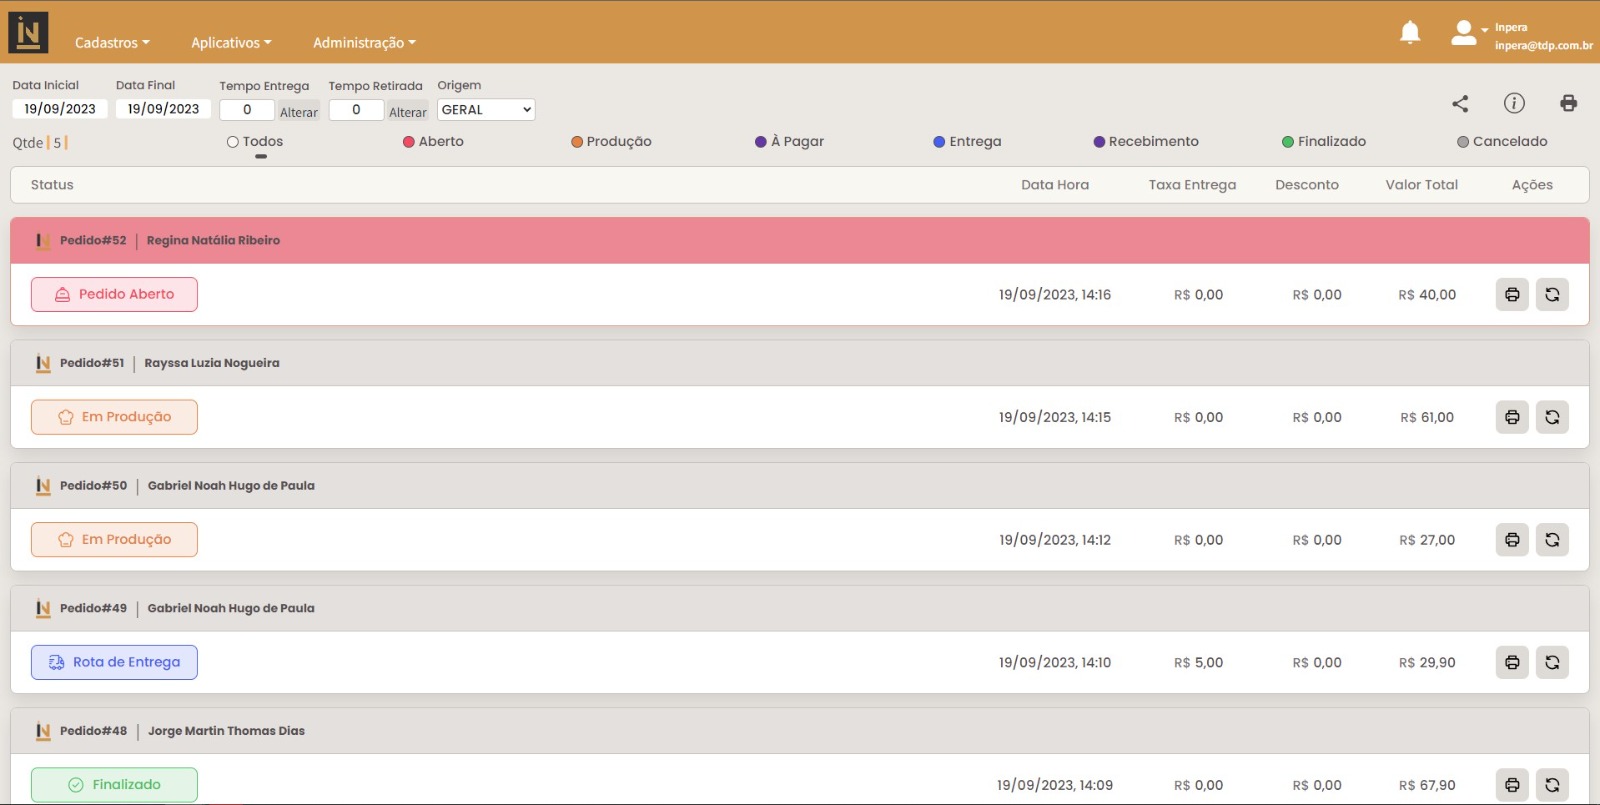 iN
Cadastros
Aplicativos
Administração
Inpera
inpera@tdp.com.br
Data Inicial
Data Final
Tempo Entrega
Tempo Retirada
Origem
19/09/2023
19/09/2023
0
Alterar
0
Alterar
GERAL
Qtde | 5 |
Todos
Aberto
Produção
À Pagar
Entrega
Recebimento
Finalizado
Cancelado
Status
Data Hora
Taxa Entrega
Desconto
Valor Total
Ações
Pedido#52 | Regina Natália Ribeiro
Pedido Aberto
19/09/2023, 14:16
R$ 0,00
R$ 0,00
R$ 40,00
Pedido#51 | Rayssa Luzia Nogueira
Em Produção
19/09/2023, 14:15
R$ 0,00
R$ 0,00
R$ 61,00
Pedido#50 | Gabriel Noah Hugo de Paula
Em Produção
19/09/2023, 14:12
R$ 0,00
R$ 0,00
R$ 27,00
Pedido#49 | Gabriel Noah Hugo de Paula
Rota de Entrega
19/09/2023, 14:10
R$ 5,00
R$ 0,00
R$ 29,90
Pedido#48 | Jorge Martin Thomas Dias
Finalizado
19/09/2023, 14:09
R$ 0,00
R$ 0,00
R$ 67,90